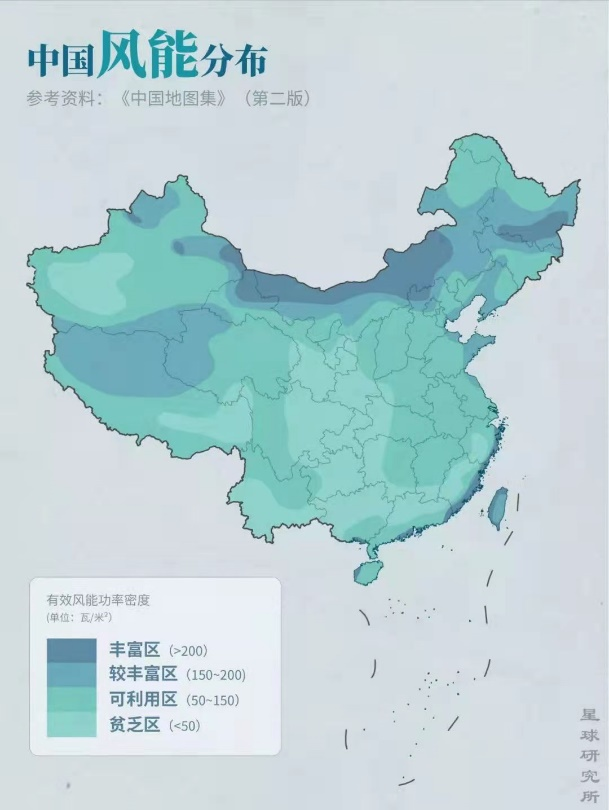 中国风能分布
参考资料：《中国地图集》（第二版）
有效风能功率密度
(单位：瓦/米²)
丰富区（>200）
较丰富区（150~200)
可利用区（50~150）
贫乏区（<50）
星球研究所